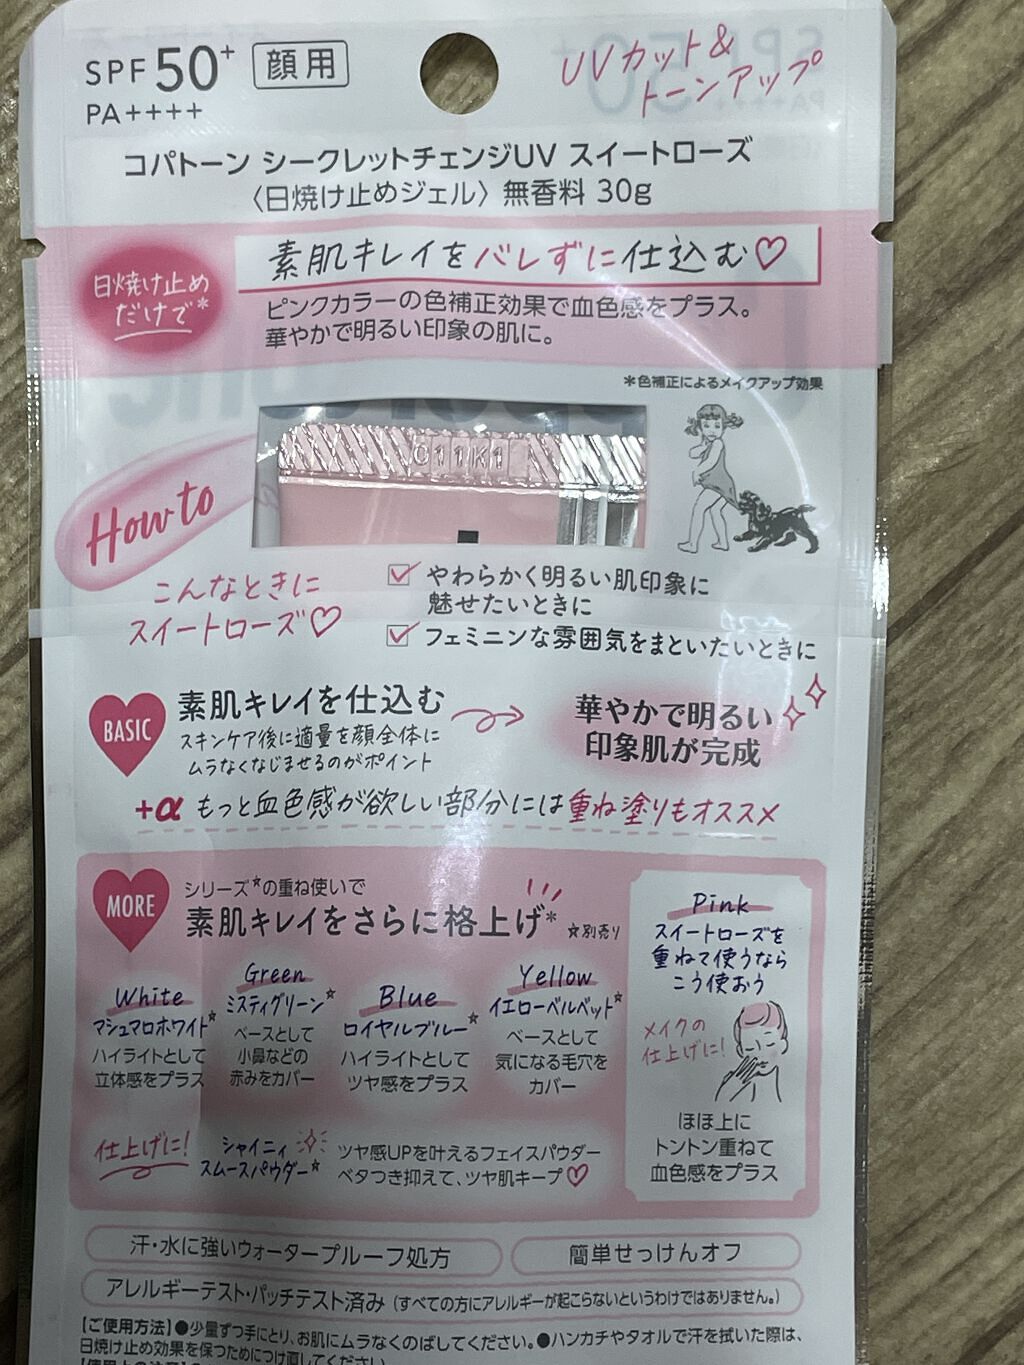 SPF50+ 顔用
PA++++
UVカット&
トーンアップ
コパトーン シークレットチェンジUV スイートローズ
〈日焼け止めジェル〉無香料 30g
日焼け止め
だけで*
素肌キレイをバレずに仕込む♡
ピンクカラーの色補正効果で血色感をプラス。
華やかで明るい印象の肌に。
*色補正によるメイクアップ効果
How to
こんなときに
スイートローズ♡
☑ やわらかく明るい肌印象に
魅せたいときに
☑ フェミニンな雰囲気をまといたいときに
BASIC
素肌キレイを仕込む
スキンケア後に適量を顔全体に
ムラなくなじませるのがポイント
華やかで明るい
印象肌が完成
+α もっと血色感が欲しい部分には重ね塗りもオススメ
MORE
シリーズ☆の重ね使いで
素肌キレイをさらに格上げ*
☆別売り
White
マシュマロホワイト☆
ハイライトとして
立体感をプラス
Green
ミスティグリーン☆
ベースとして
小鼻などの
赤みをカバー
Blue
ロイヤルブルー☆
ハイライトとして
ツヤ感をプラス
Yellow
イエローベルベット☆
ベースとして
気になる毛穴を
カバー
Pink
スイートローズを
重ねて使うなら
こう使おう
メイクの
仕上げに!
ほほ上に
トントン重ねて
血色感をプラス
仕上げに!
シャイニィ
スムースパウダー☆
ツヤ感UPを叶えるフェイスパウダー
ベタつき抑えて、ツヤ肌キープ♡
汗・水に強いウォータープルーフ処方
簡単せっけんオフ
アレルギーテスト・パッチテスト済み (すべての方にアレルギーが起こらないというわけではありません。)
【ご使用方法】●少量ずつ手にとり、お肌にムラなくのばしてください。●ハンカチやタオルで汗を拭いた際は、
日焼け止め効果を保つためにつけ直してください。